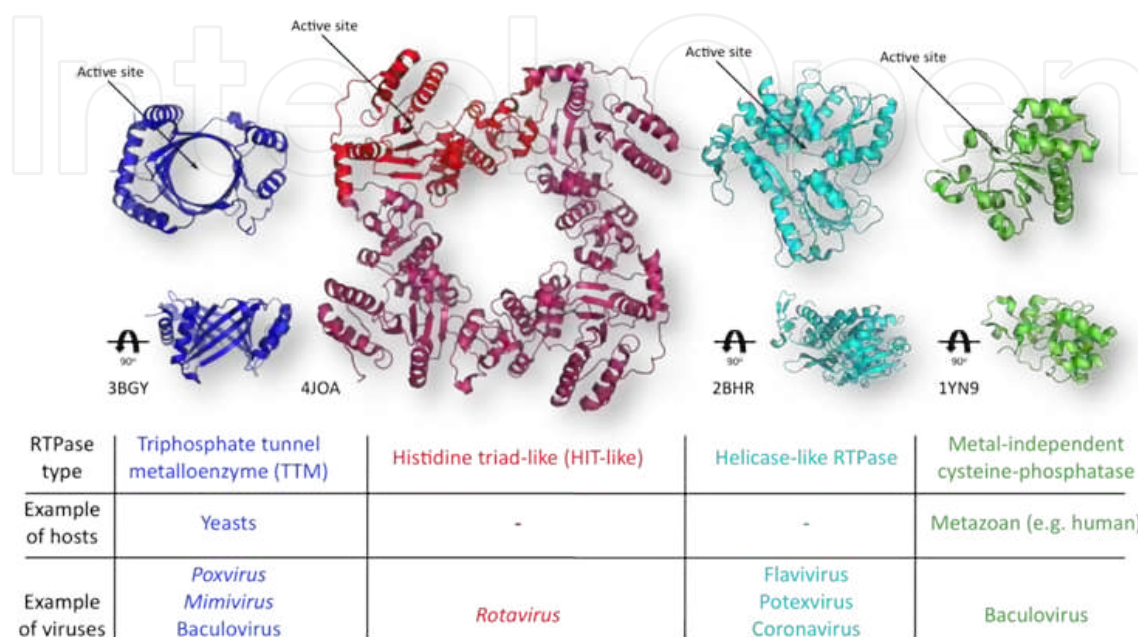 Intech Open
Active site
Active site
Active site
Active site
90°
3BGY
4JOA
90°
2BHR
90°
1YN9
RTPase type
Triphosphate tunnel metalloenzyme (TTM)
Histidine triad-like (HIT-like)
Helicase-like RTPase
Metal-independent cysteine-phosphatase
Example of hosts
Yeasts
-
-
Metazoan (e.g. human)
Example of viruses
Poxvirus
Mimivirus
Baculovirus
Rotavirus
Flavivirus
Potexvirus
Coronavirus
Baculovirus